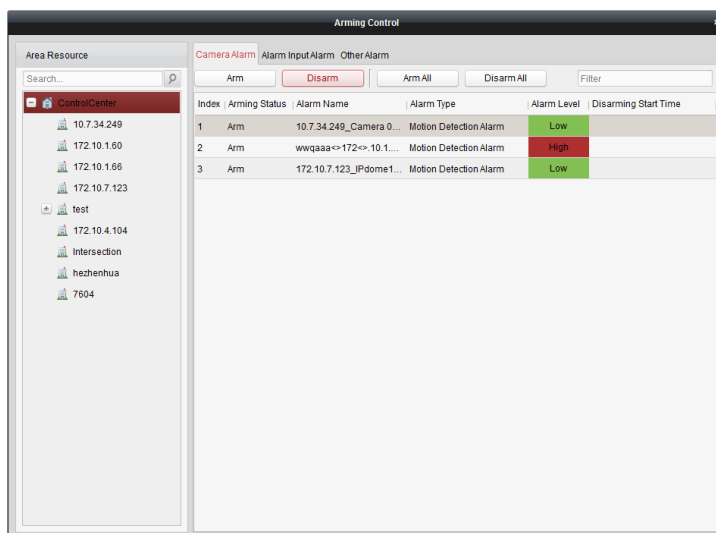 Arming Control
Area Resource
Search...
ControlCenter
10.7.34.249
172.10.1.60
172.10.1.66
172.10.7.123
test
172.10.4.104
Intersection
hezhenhua
7604
Camera Alarm Alarm Input Alarm Other Alarm
Arm Disarm Arm All Disarm All Filter
Index Arming Status Alarm Name Alarm Type Alarm Level Disarming Start Time
1 Arm 10.7.34.249_Camera 0... Motion Detection Alarm Low
2 Arm wwqaaa<>172<>.10.1.... Motion Detection Alarm High
3 Arm 172.10.7.123_IPdome1... Motion Detection Alarm Low